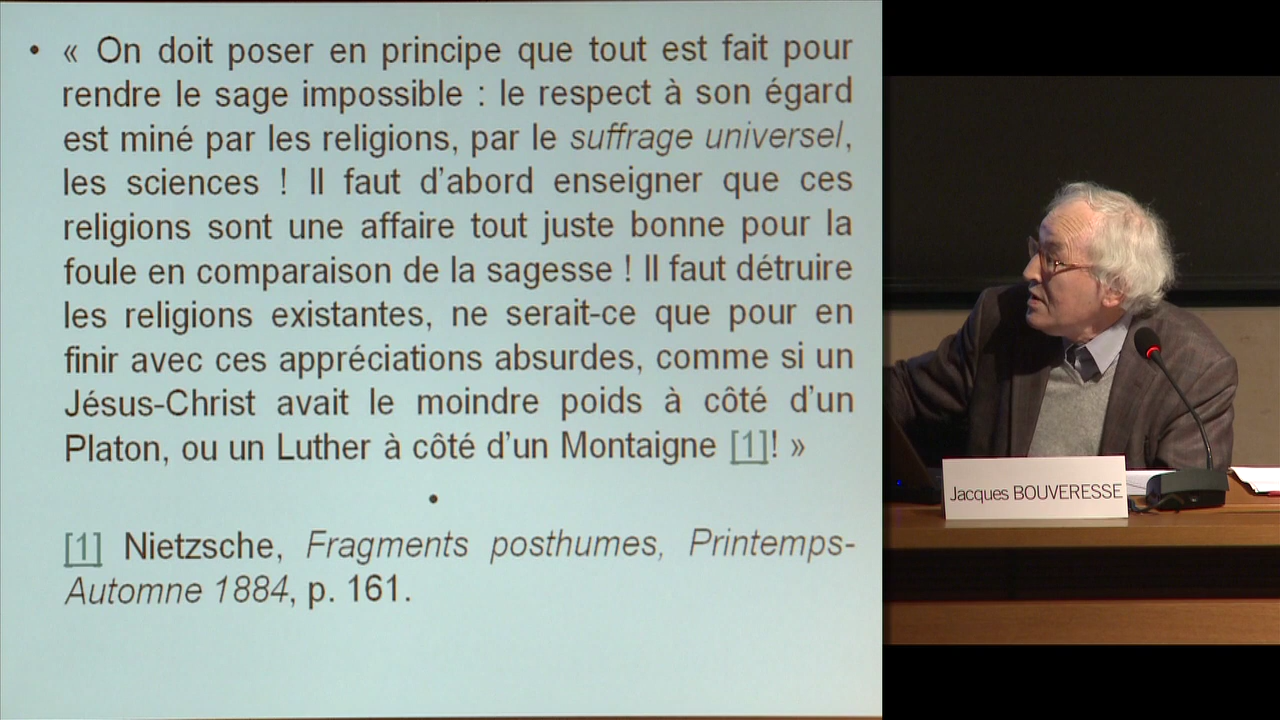 • « On doit poser en principe que tout est fait pour
rendre le sage impossible : le respect à son égard
est miné par les religions, par le suffrage universel,
les sciences ! Il faut d’abord enseigner que ces
religions sont une affaire tout juste bonne pour la
foule en comparaison de la sagesse ! Il faut détruire
les religions existantes, ne serait-ce que pour en
finir avec ces appréciations absurdes, comme si un
Jésus-Christ avait le moindre poids à côté d’un
Platon, ou un Luther à côté d’un Montaigne [1]! »
•
[1] Nietzsche, Fragments posthumes, Printemps-
Automne 1884, p. 161.
Jacques BOUVERESSE